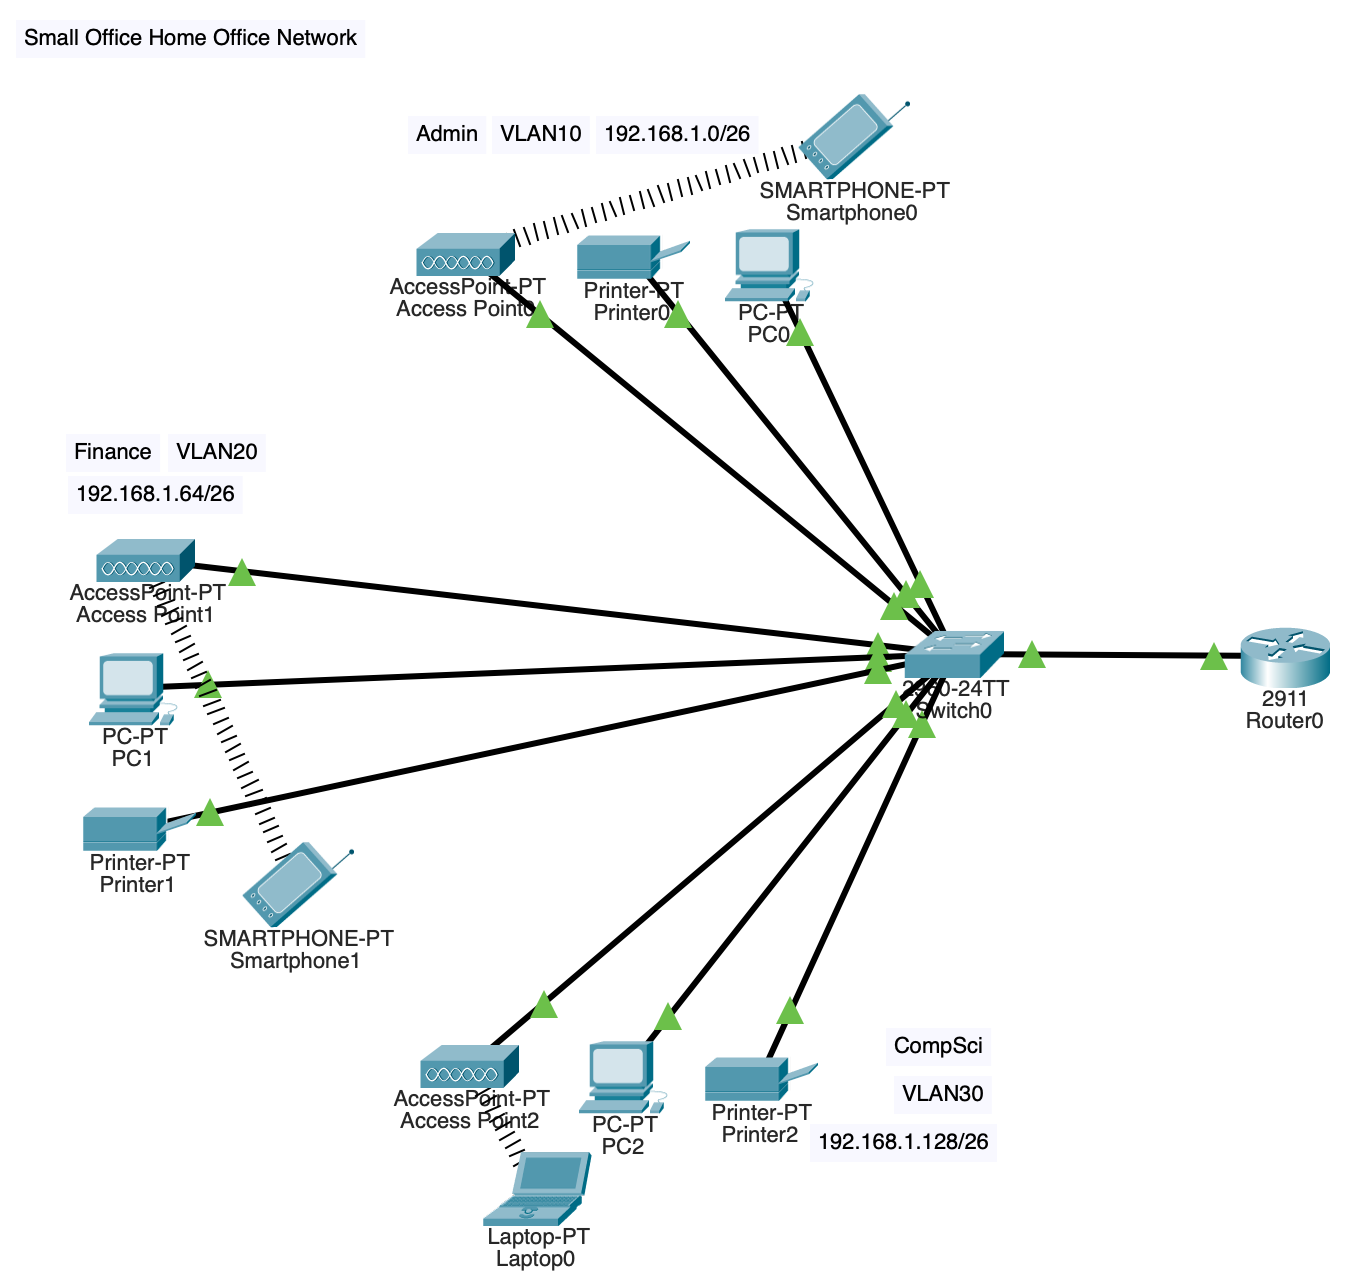 Small Office Home Office Network
Admin VLAN10 192.168.1.0/26
SMARTPHONE-PT
Smartphone0
AccessPoint-PT
Access Point0
Printer-PT
Printer0
PC-PT
PC0
Finance VLAN20
192.168.1.64/26
AccessPoint-PT
Access Point1
PC-PT
PC1
Printer-PT
Printer1
SMARTPHONE-PT
Smartphone1
2960-24TT
Switch0
2911
Router0
AccessPoint-PT
Access Point2
PC-PT
PC2
Printer-PT
Printer2
CompSci
VLAN30
192.168.1.128/26
Laptop-PT
Laptop0